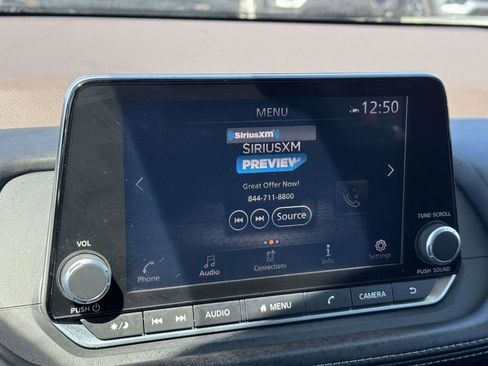 MENU
12:50
SiriusXM
SIRIUSXM
PREVIEW
Great Offer Now!
844-711-8800
Source
Phone
Audio
Connections
Info
Settings
VOL
PUSH
TUNE·SCROLL
PUSH SOUND
AUDIO
MENU
CAMERA